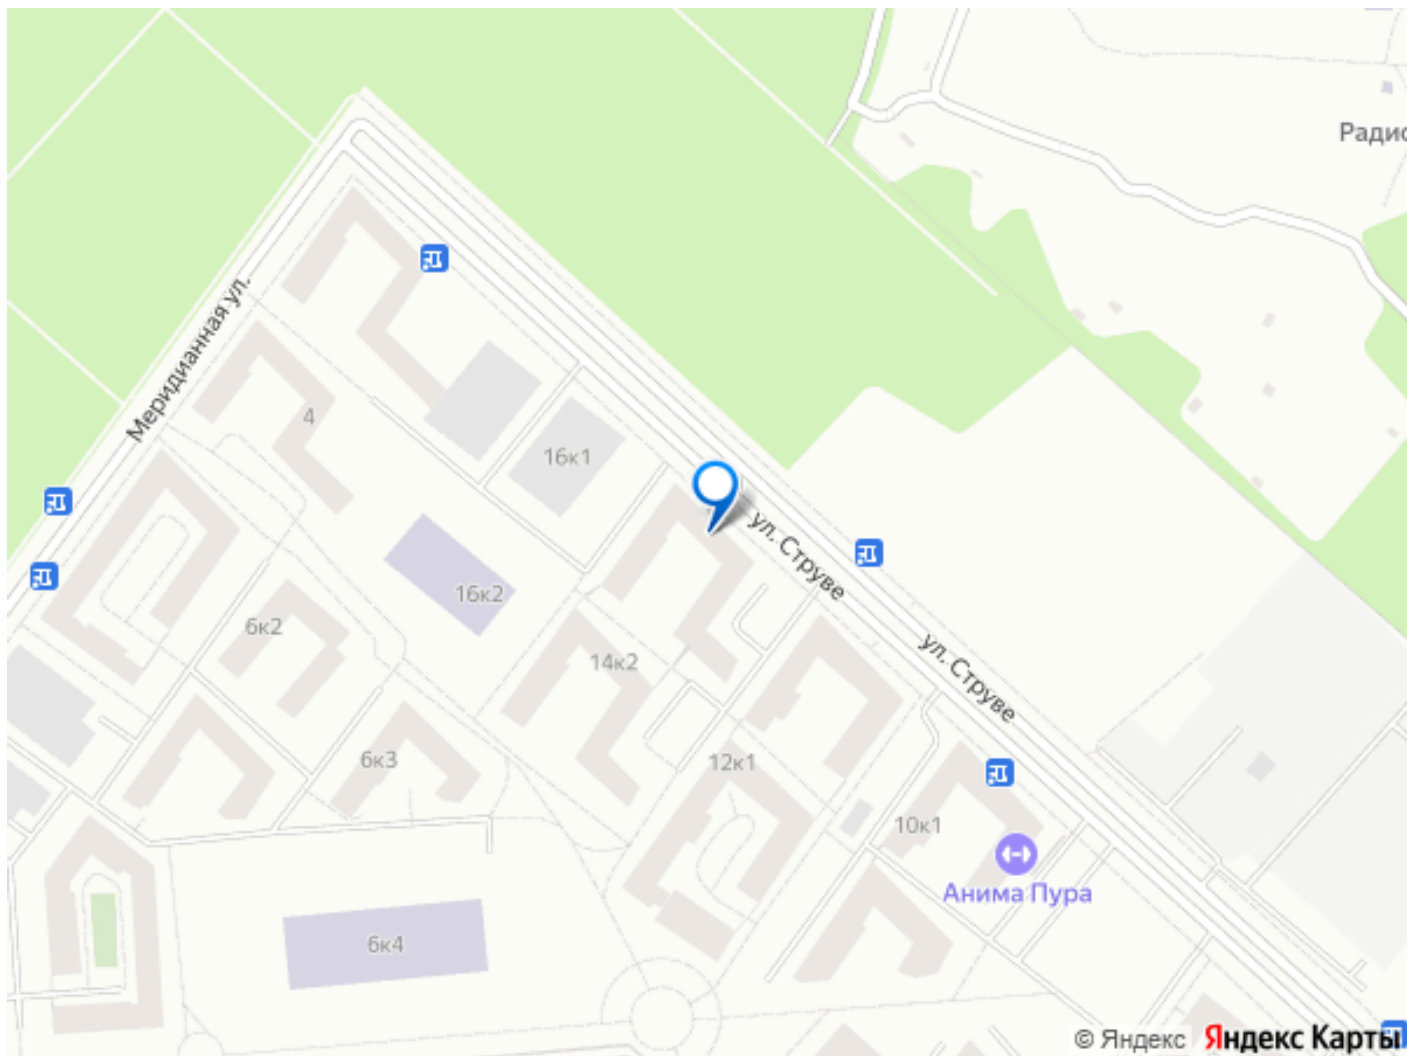 Радио
Меридианная ул.
4
16к1
ул. Струве
16к2
6к2
14к2
ул. Струве
6к3
12к1
10к1
Анима Пура
6к4
© Яндекс Яндекс Карты